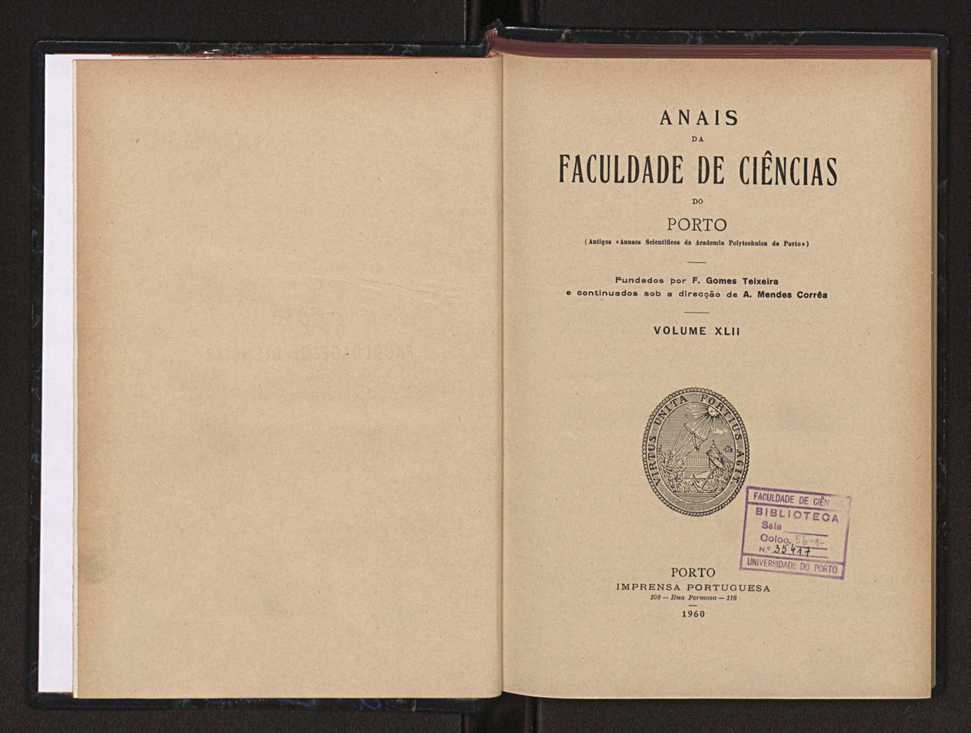 ANAIS
DA
FACULDADE DE CIÊNCIAS
DO
PORTO
(Antigos «Annaes Scientificos da Academia Polytechnica do Porto»)
Fundados por F. Gomes Teixeira
e continuados sob a direcção de A. Mendes Corrêa
VOLUME XLII
VIRTUS UNITA FORTIUS AGIT
FACULDADE DE CIÊN
BIBLIOTECA
Sala
Coloc.
N.º 35417
UNIVERSIDADE DO PORTO
PORTO
IMPRENSA PORTUGUESA
108 — Rua Formosa — 116
1960